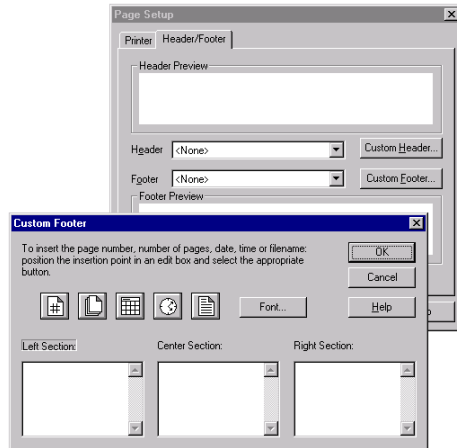 Page Setup
Printer
Header/Footer
Header Preview
Header
<None>
Custom Header...
Footer
<None>
Custom Footer...
Footer Preview
Custom Footer
To insert the page number, number of pages, date, time or filename:
position the insertion point in an edit box and select the appropriate
button.
OK
Cancel
Font...
Help
Left Section:
Center Section:
Right Section: